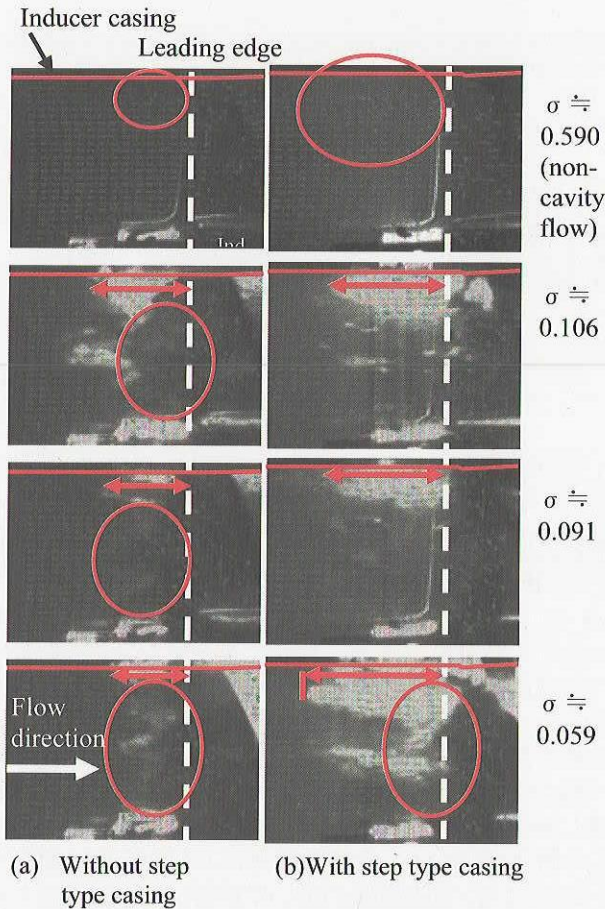 Inducer casing
Leading edge
Ind
σ ≒
0.590
(non-
cavity
flow)
σ ≒
0.106
σ ≒
0.091
Flow
direction
σ ≒
0.059
(a) Without step
type casing
(b)With step type casing